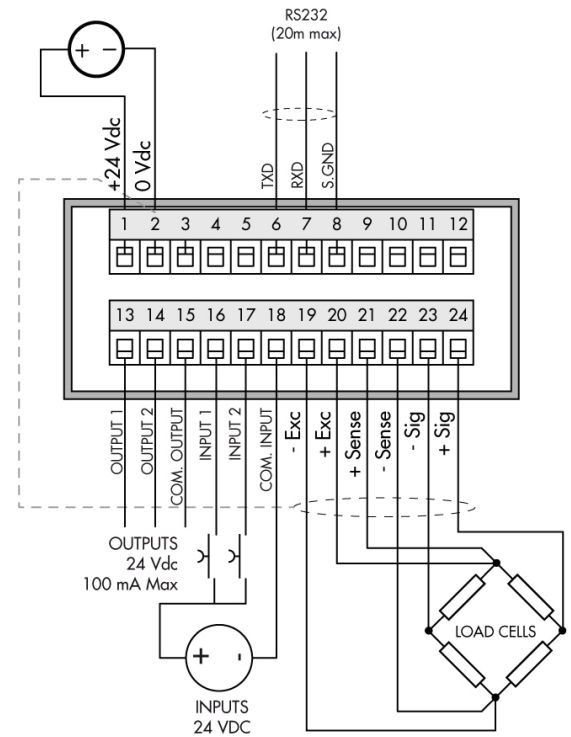 RS232
(20m max)
+ -
+24 Vdc
0 Vdc
TXD
RXD
S.GND
1 2 3 4 5 6 7 8 9 10 11 12
13 14 15 16 17 18 19 20 21 22 23 24
OUTPUT 1
OUTPUT 2
COM. OUTPUT
INPUT 1
INPUT 2
COM. INPUT
- Exc
+ Exc
+ Sense
- Sense
- Sig
+ Sig
OUTPUTS
24 Vdc
100 mA Max
LOAD CELLS
+ -
INPUTS
24 VDC